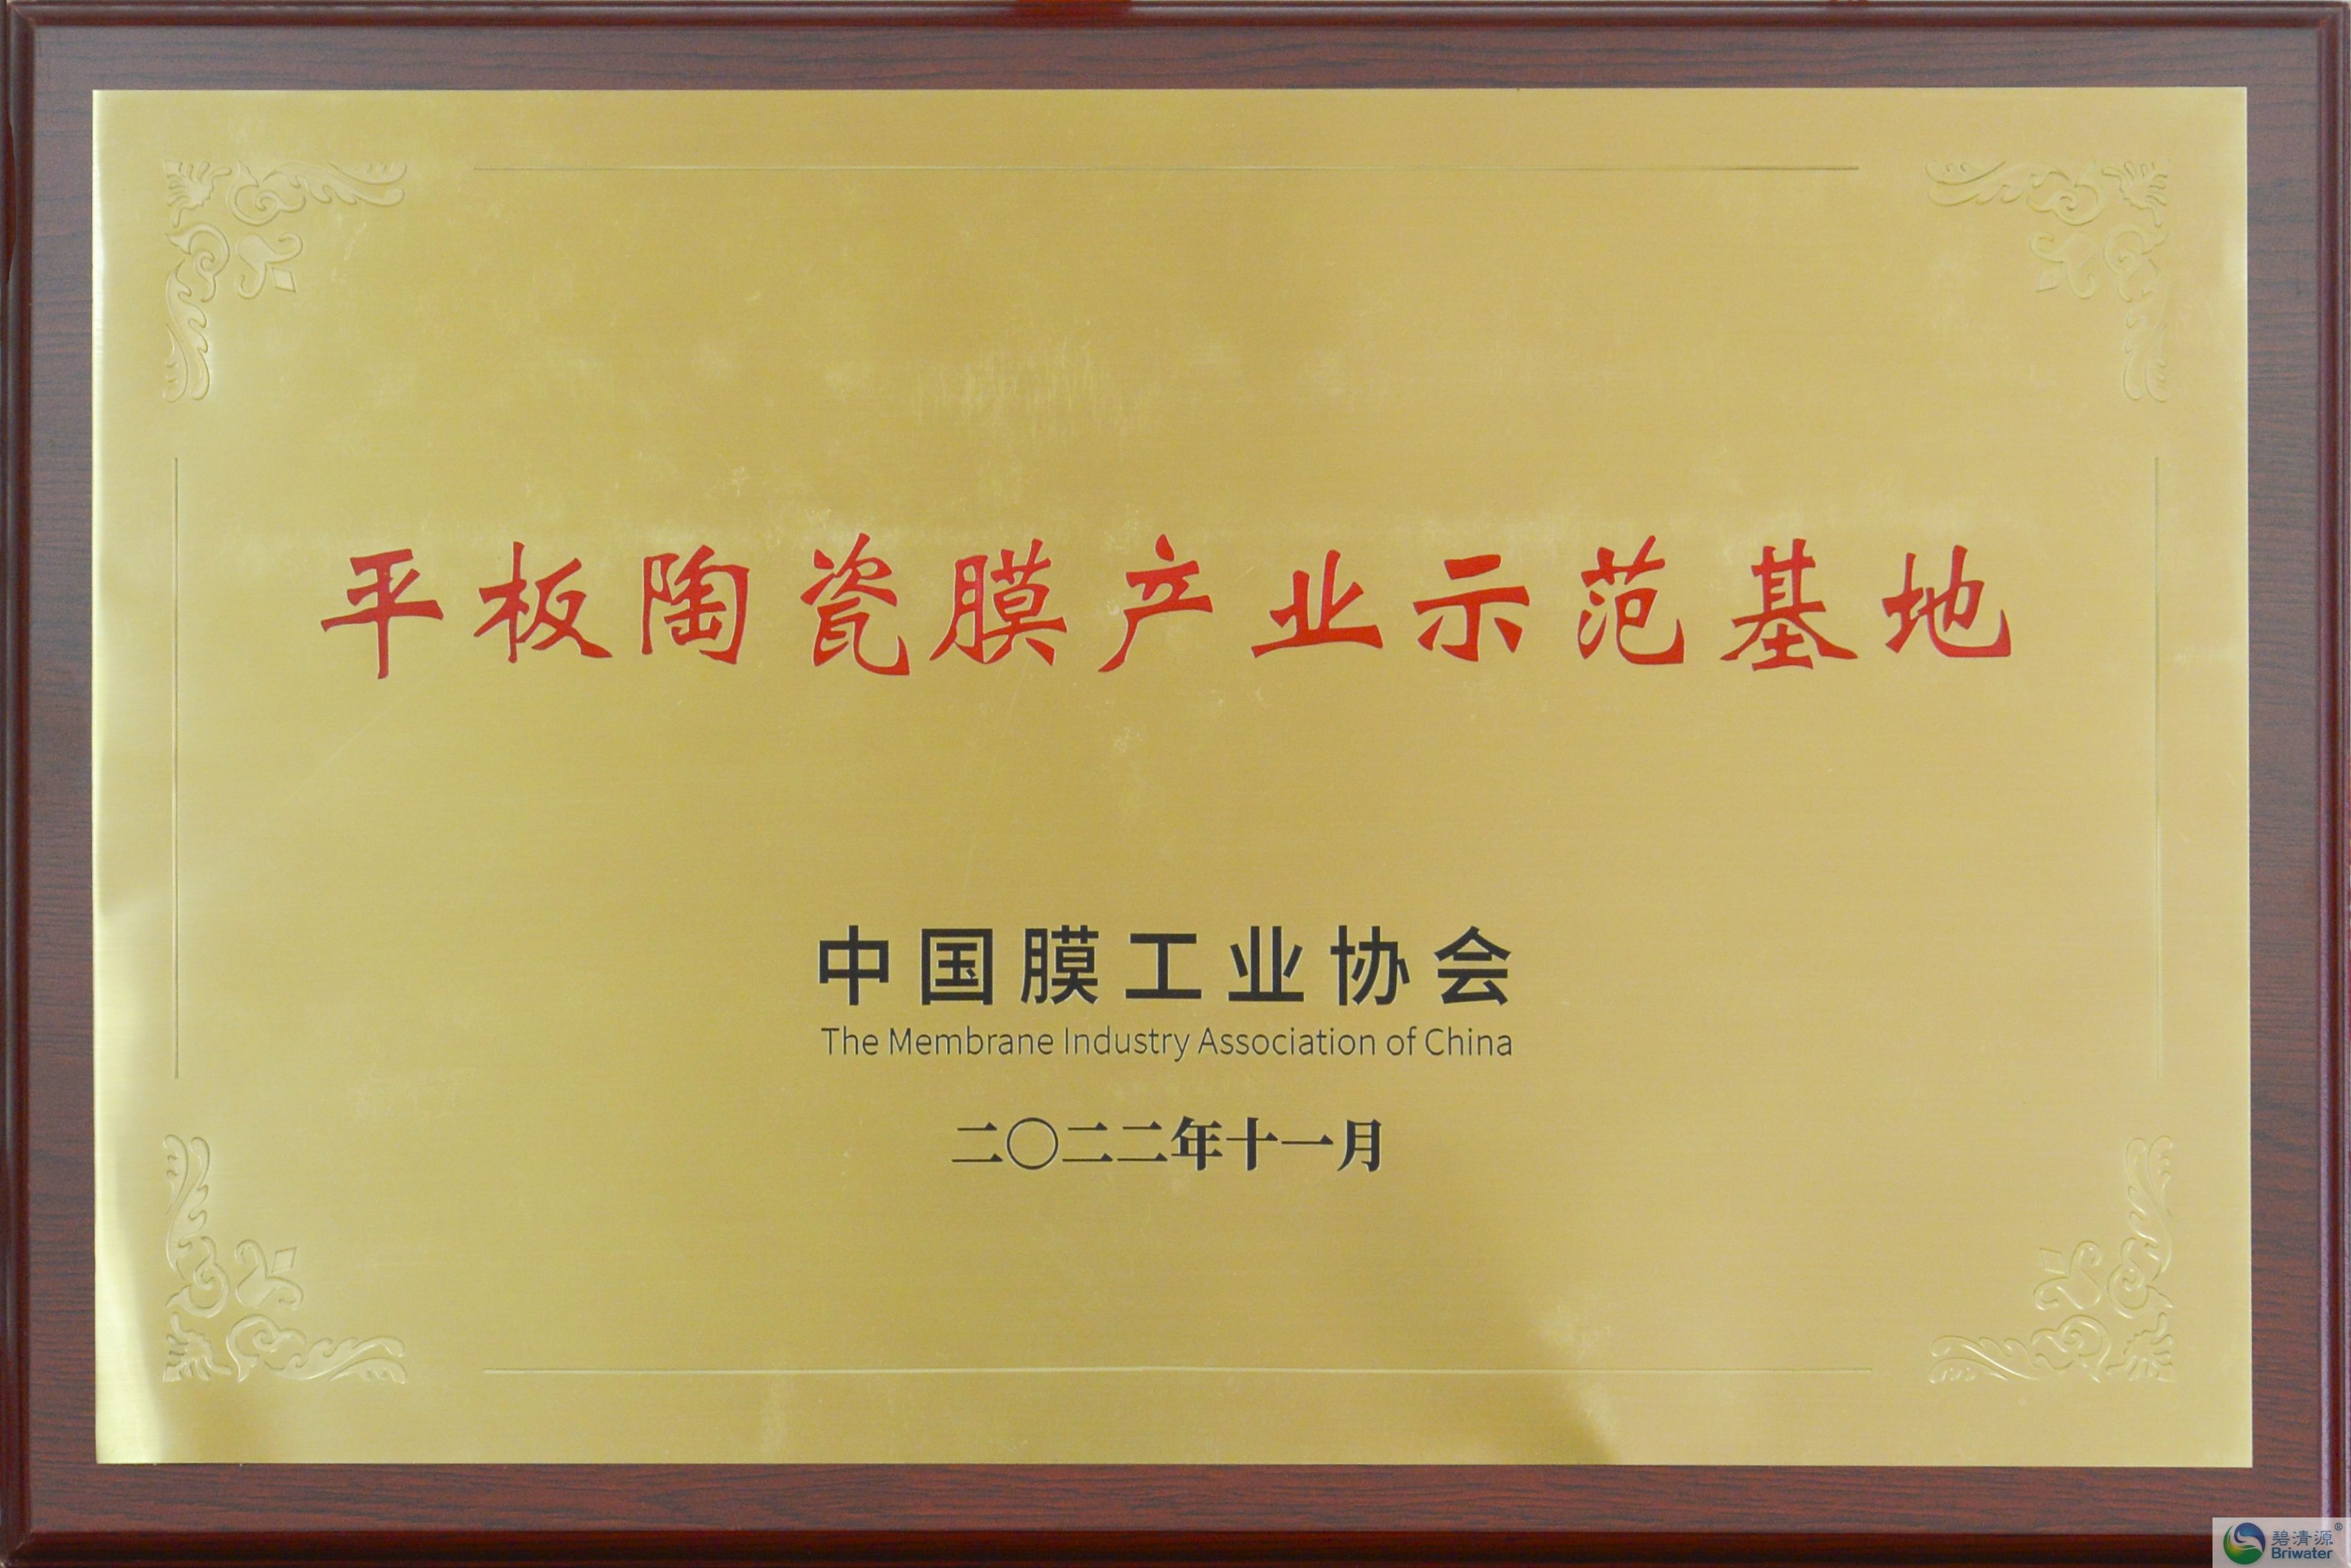 平板陶瓷膜产业示范基地
中国膜工业协会
The Membrane Industry Association of China
二〇二二年十一月
碧清源®
Briwater